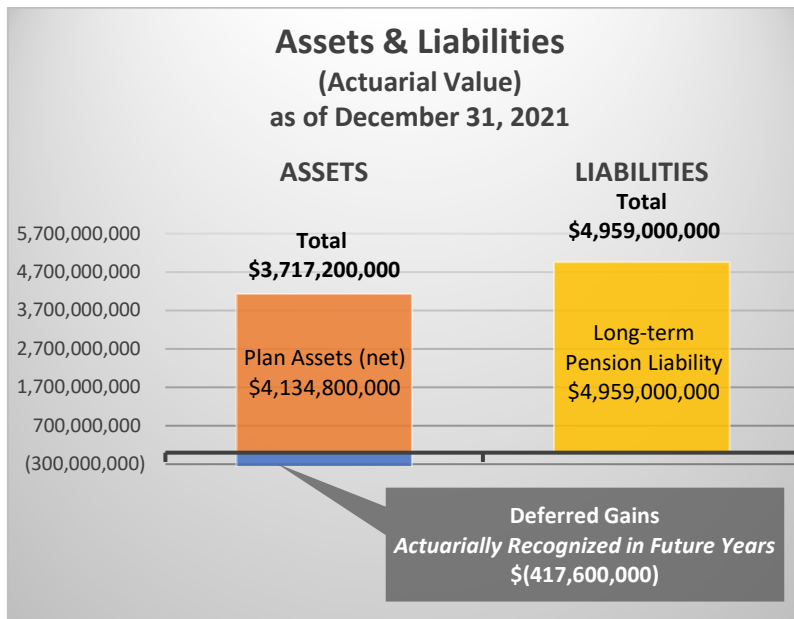 Assets & Liabilities
(Actuarial Value)
as of December 31, 2021
ASSETS
LIABILITIES
Total
$4,959,000,000
Total
$3,717,200,000
5,700,000,000
4,700,000,000
3,700,000,000
2,700,000,000
1,700,000,000
700,000,000
(300,000,000)
Plan Assets (net)
$4,134,800,000
Long-term
Pension Liability
$4,959,000,000
Deferred Gains
Actuarially Recognized in Future Years
$(417,600,000)